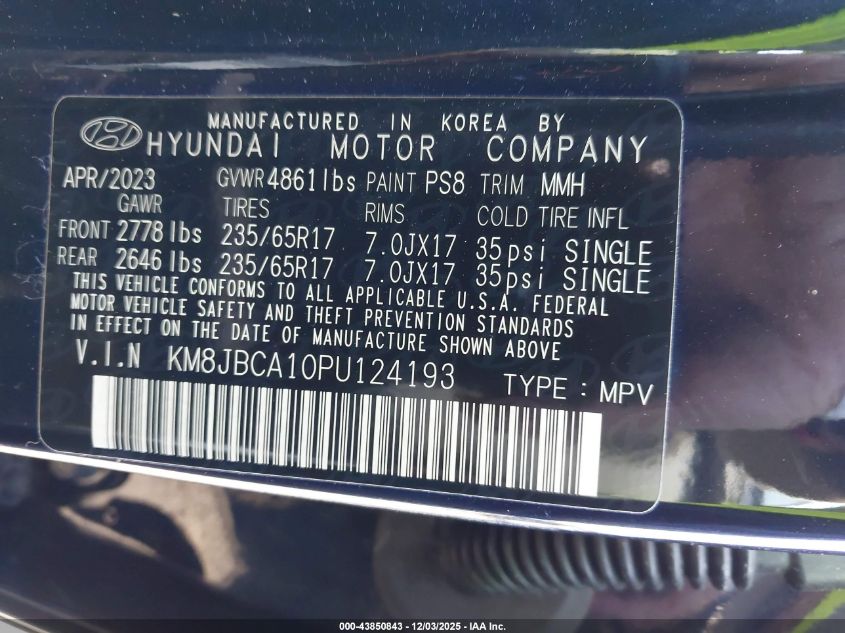 MANUFACTURED IN KOREA BY
HYUNDAI MOTOR COMPANY
APR/2023 GVWR 4861 lbs PAINT PS8 TRIM MMH
GAWR TIRES RIMS COLD TIRE INFL
FRONT 2778 lbs 235/65R17 7.0JX17 35psi SINGLE
REAR 2646 lbs 235/65R17 7.0JX17 35psi SINGLE
THIS VEHICLE CONFORMS TO ALL APPLICABLE U.S.A. FEDERAL
MOTOR VEHICLE SAFETY AND THEFT PREVENTION STANDARDS
IN EFFECT ON THE DATE OF MANUFACTURE SHOWN ABOVE
V.I.N KM8JBCA10PU124193 TYPE : MPV
000-43850843 - 12/03/2025 - IAA Inc.